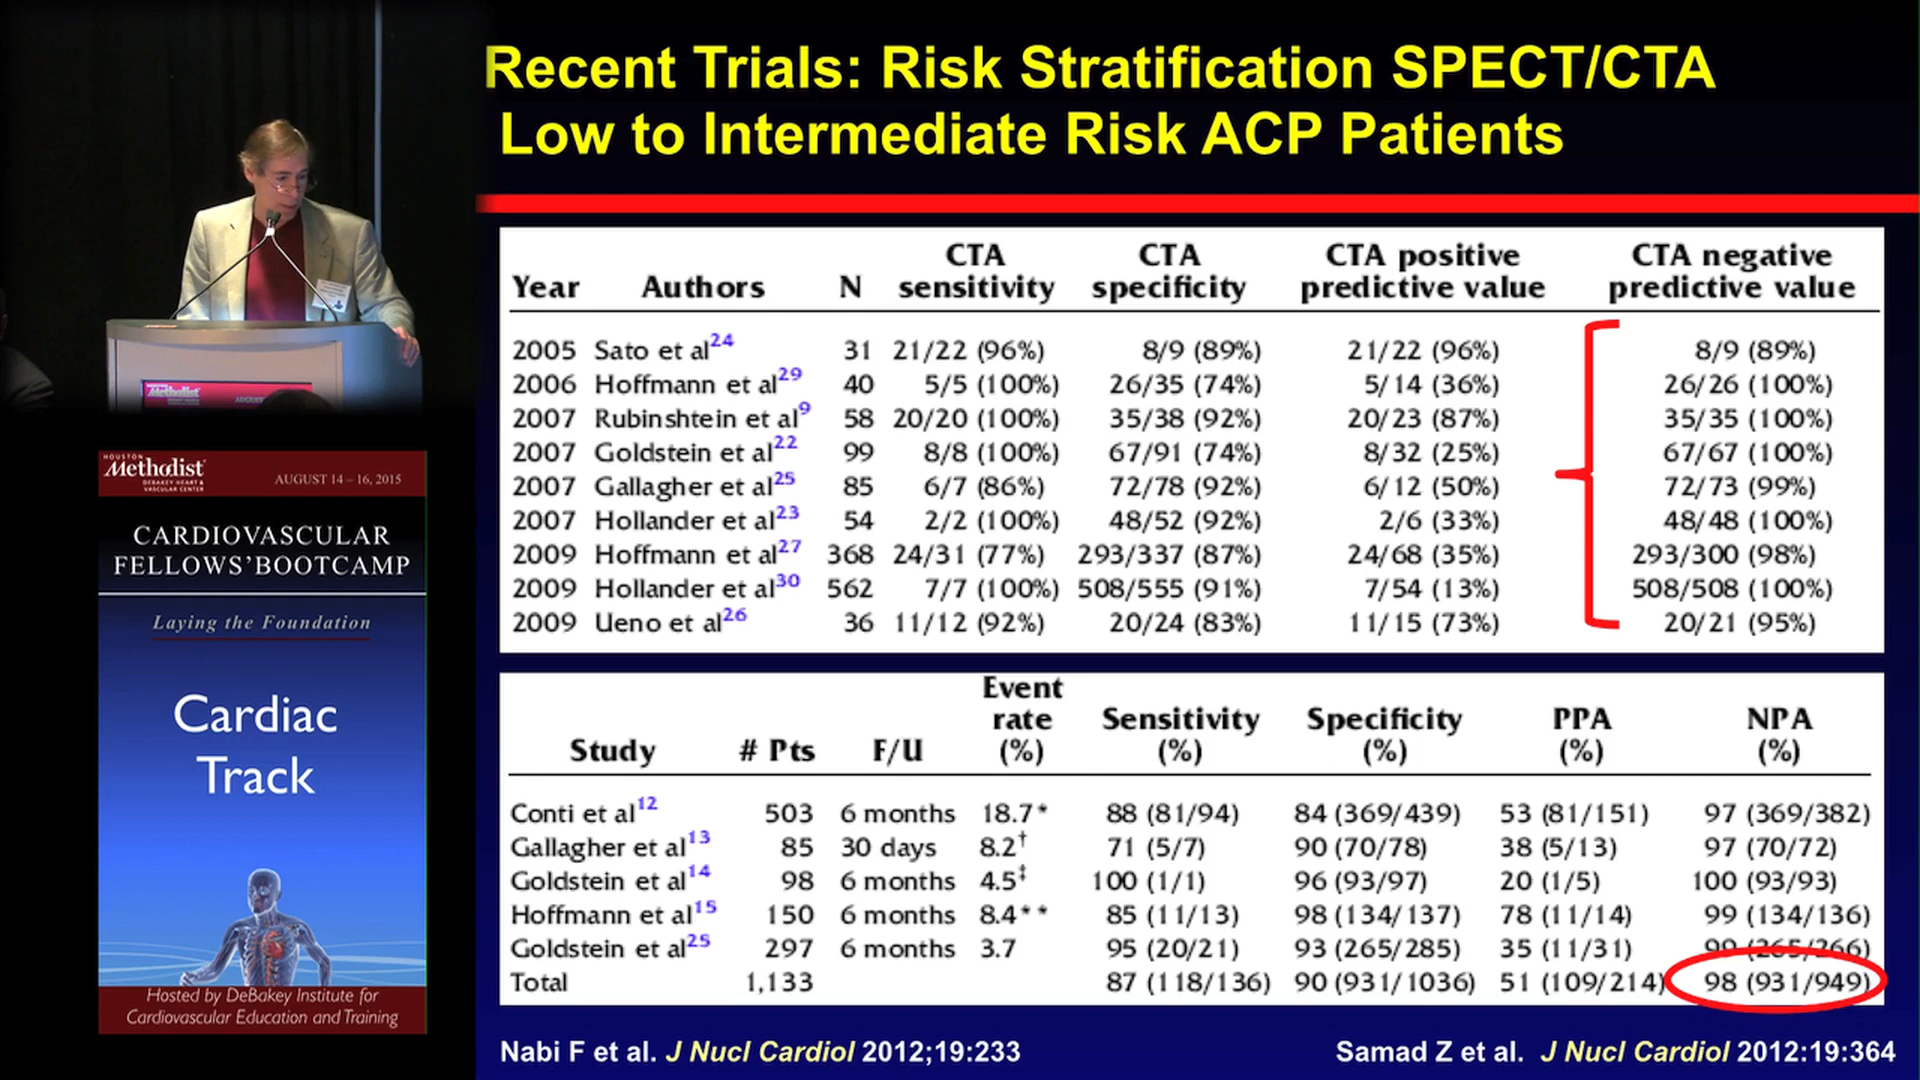 Recent Trials: Risk Stratification SPECT/CTA
Low to Intermediate Risk ACP Patients
Year Authors N CTA sensitivity CTA specificity CTA positive predictive value CTA negative predictive value
2005 Sato et al24 31 21/22 (96%) 8/9 (89%) 21/22 (96%) 8/9 (89%)
2006 Hoffmann et al29 40 5/5 (100%) 26/35 (74%) 5/14 (36%) 26/26 (100%)
2007 Rubinshtein et al9 58 20/20 (100%) 35/38 (92%) 20/23 (87%) 35/35 (100%)
2007 Goldstein et al22 99 8/8 (100%) 67/91 (74%) 8/32 (25%) 67/67 (100%)
2007 Gallagher et al25 85 6/7 (86%) 72/78 (92%) 6/12 (50%) 72/73 (99%)
2007 Hollander et al23 54 2/2 (100%) 48/52 (92%) 2/6 (33%) 48/48 (100%)
2009 Hoffmann et al27 368 24/31 (77%) 293/337 (87%) 24/68 (35%) 293/300 (98%)
2009 Hollander et al30 562 7/7 (100%) 508/555 (91%) 7/54 (13%) 508/508 (100%)
2009 Ueno et al26 36 11/12 (92%) 20/24 (83%) 11/15 (73%) 20/21 (95%)
Study # Pts F/U Event rate (%) Sensitivity (%) Specificity (%) PPA (%) NPA (%)
Conti et al12 503 6 months 18.7* 88 (81/94) 84 (369/439) 53 (81/151) 97 (369/382)
Gallagher et al13 85 30 days 8.2† 71 (5/7) 90 (70/78) 38 (5/13) 97 (70/72)
Goldstein et al14 98 6 months 4.5‡ 100 (1/1) 96 (93/97) 20 (1/5) 100 (93/93)
Hoffmann et al15 150 6 months 8.4** 85 (11/13) 98 (134/137) 78 (11/14) 99 (134/136)
Goldstein et al25 297 6 months 3.7 95 (20/21) 93 (265/285) 35 (11/31) 99 (265/266)
Total 1,133 87 (118/136) 90 (931/1036) 51 (109/214) 98 (931/949)
Nabi F et al. J Nucl Cardiol 2012;19:233
Samad Z et al. J Nucl Cardiol 2012:19:364
Methodist
HOUSTON
Methodist
DEBAKEY HEART &
VASCULAR CENTER
AUGUST 14 – 16, 2015
CARDIOVASCULAR
FELLOWS'BOOTCAMP
Laying the Foundation
Cardiac
Track
Hosted by DeBakey Institute for
Cardiovascular Education and Training